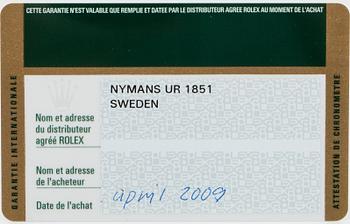 CETTE GARANTIE N'EST VALABLE QUE REMPLIE ET DATEE PAR LE DISTRIBUTEUR AGREE ROLEX AU MOMENT DE L'ACHAT
GARANTIE INTERNATIONALE
NYMANS UR 1851
SWEDEN
Nom et adresse
du distributeur
agréé ROLEX
Nom et adresse
de l'acheteur
Date de l'achat
april 2009
ATTESTATION DE CHRONOMETRE